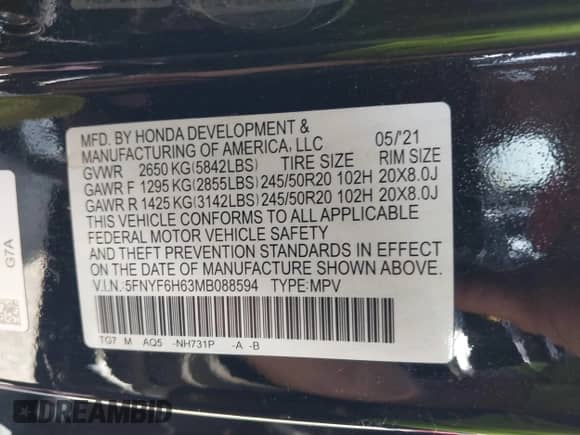 MFD. BY HONDA DEVELOPMENT &
MANUFACTURING OF AMERICA, LLC 05/'21
GVWR 2650 KG(5842LBS) TIRE SIZE RIM SIZE
GAWR F 1295 KG(2855LBS) 245/50R20 102H 20X8.0J
GAWR R 1425 KG(3142LBS) 245/50R20 102H 20X8.0J
THIS VEHICLE CONFORMS TO ALL APPLICABLE
FEDERAL MOTOR VEHICLE SAFETY
AND THEFT PREVENTION STANDARDS IN EFFECT
ON THE DATE OF MANUFACTURE SHOWN ABOVE.
V.I.N.:5FNYF6H63MB088594 TYPE:MPV
TG7 M AQ5 -NH731P -A -B
G7A
DREAMBID